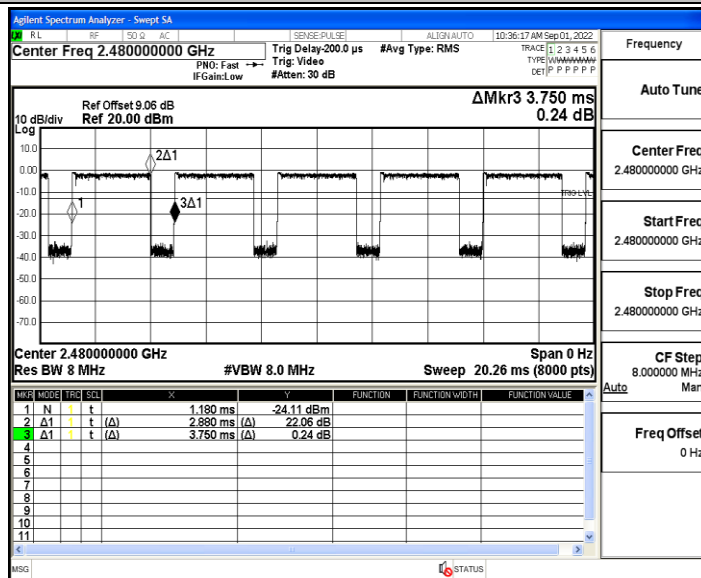 Agilent Spectrum Analyzer - Swept SA
RL RF 50 Ω AC SENSE:PULSE ALIGN AUTO 10:36:17 AM Sep 01, 2022
Center Freq 2.480000000 GHz
PNO: Fast
IFGain:Low
Trig Delay-200.0 µs
Trig: Video
#Atten: 30 dB
#Avg Type: RMS
TRACE 1 2 3 4 5 6
TYPE
DET P P P P P P
ΔMkr3 3.750 ms
0.24 dB
Ref Offset 9.06 dB
10 dB/div Ref 20.00 dBm
Log
10.0
0.00
-10.0
-20.0
-30.0
-40.0
-50.0
-60.0
-70.0
2Δ1
1
3Δ1
TRIG LVL
Center 2.480000000 GHz Span 0 Hz
Res BW 8 MHz #VBW 8.0 MHz Sweep 20.26 ms (8000 pts)
MKR MODE TRC SCL X Y FUNCTION FUNCTION WIDTH FUNCTION VALUE
1 N t 1.180 ms -24.11 dBm
2 Δ1 t (Δ) 2.880 ms (Δ) 22.06 dB
3 Δ1 t (Δ) 3.750 ms (Δ) 0.24 dB
4
5
6
7
8
9
10
11
MSG STATUS
Frequency
Auto Tune
Center Freq
2.480000000 GHz
Start Freq
2.480000000 GHz
Stop Freq
2.480000000 GHz
CF Step
8.000000 MHz
Auto Man
Freq Offset
0 Hz